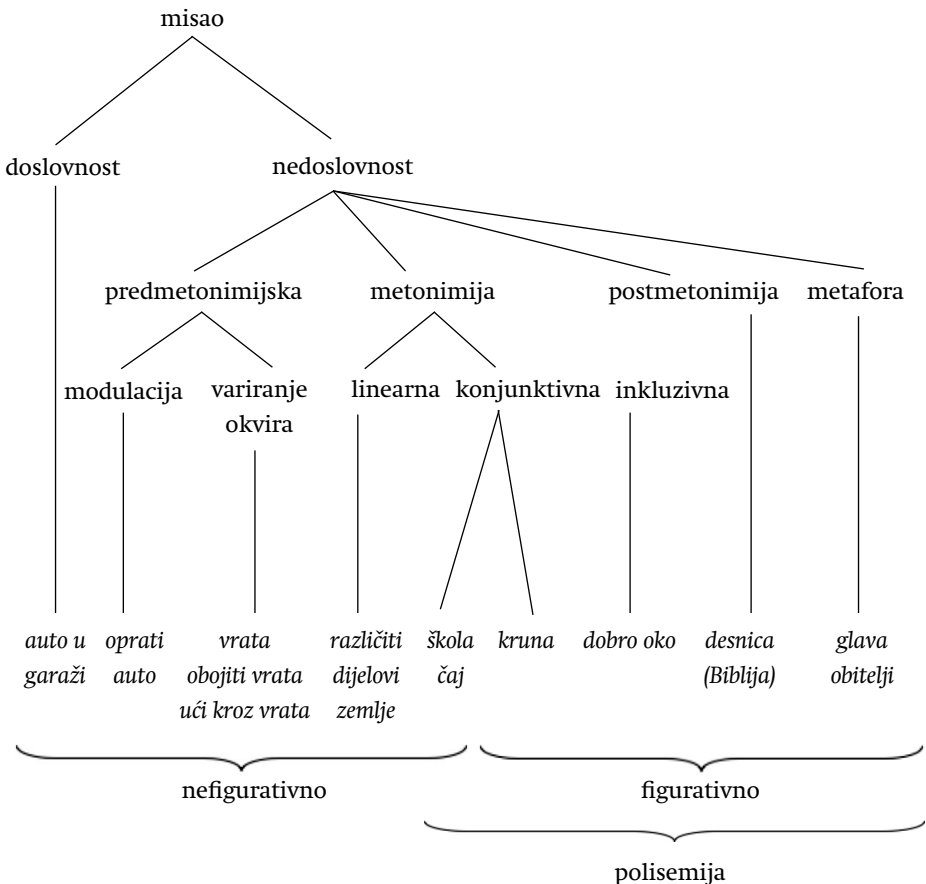 misao
doslovnost nedoslovnost
predmetonimijska metonimija postmetonimija metafora
modulacija variranje linearna konjunktivna inkluzivna
okvira
auto u oprati vrata različiti škola kruna dobro oko desnica glava
garaži auto obojiti vrata dijelovi čaj (Biblija) obitelji
ući kroz vrata zemlje
nefigurativno figurativno
polisemija